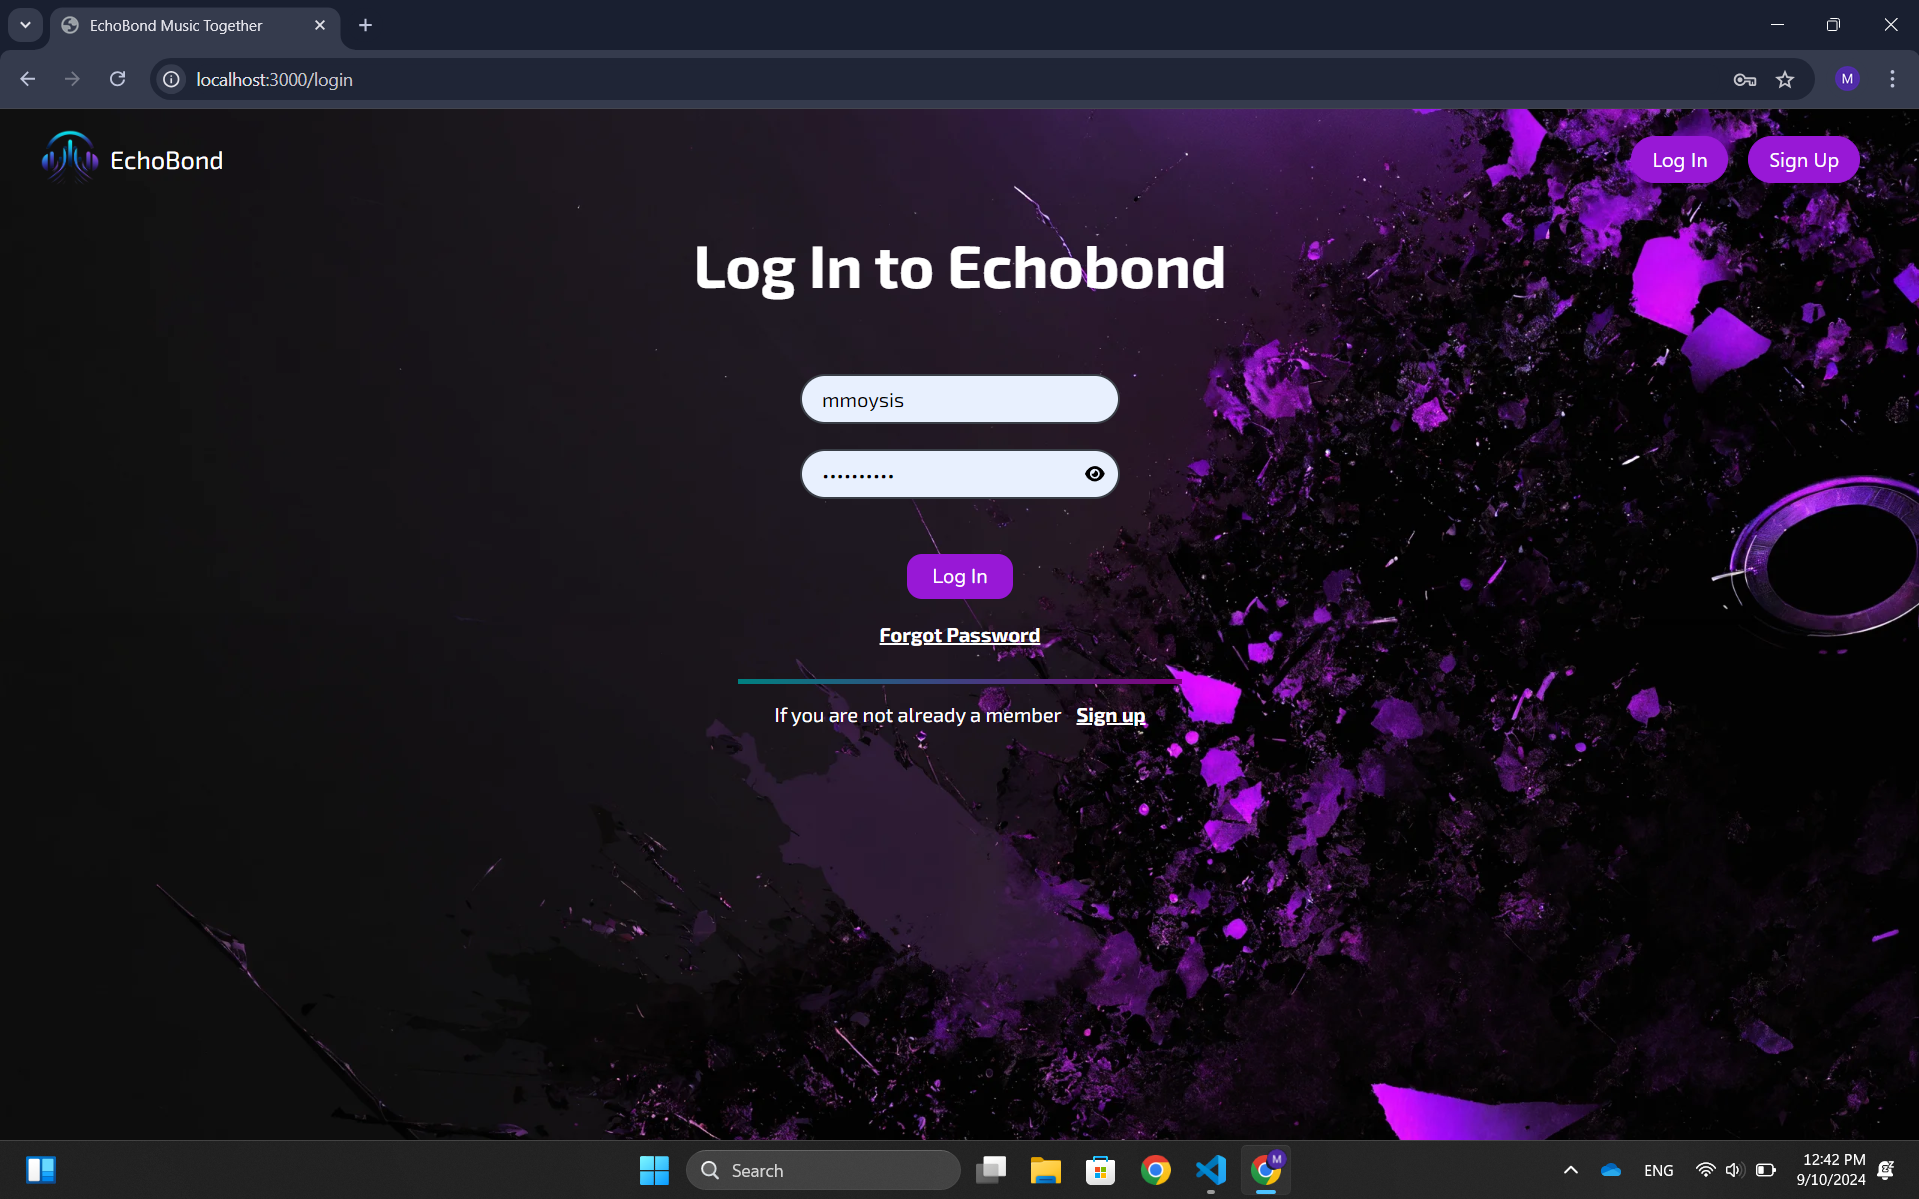 EchoBond Music Together
localhost:3000/login
M
EchoBond
Log In
Sign Up
Log In to Echobond
mmoysis
••••••••••
Log In
Forgot Password
If you are not already a member Sign up
Search
M
ENG
12:42 PM
9/10/2024